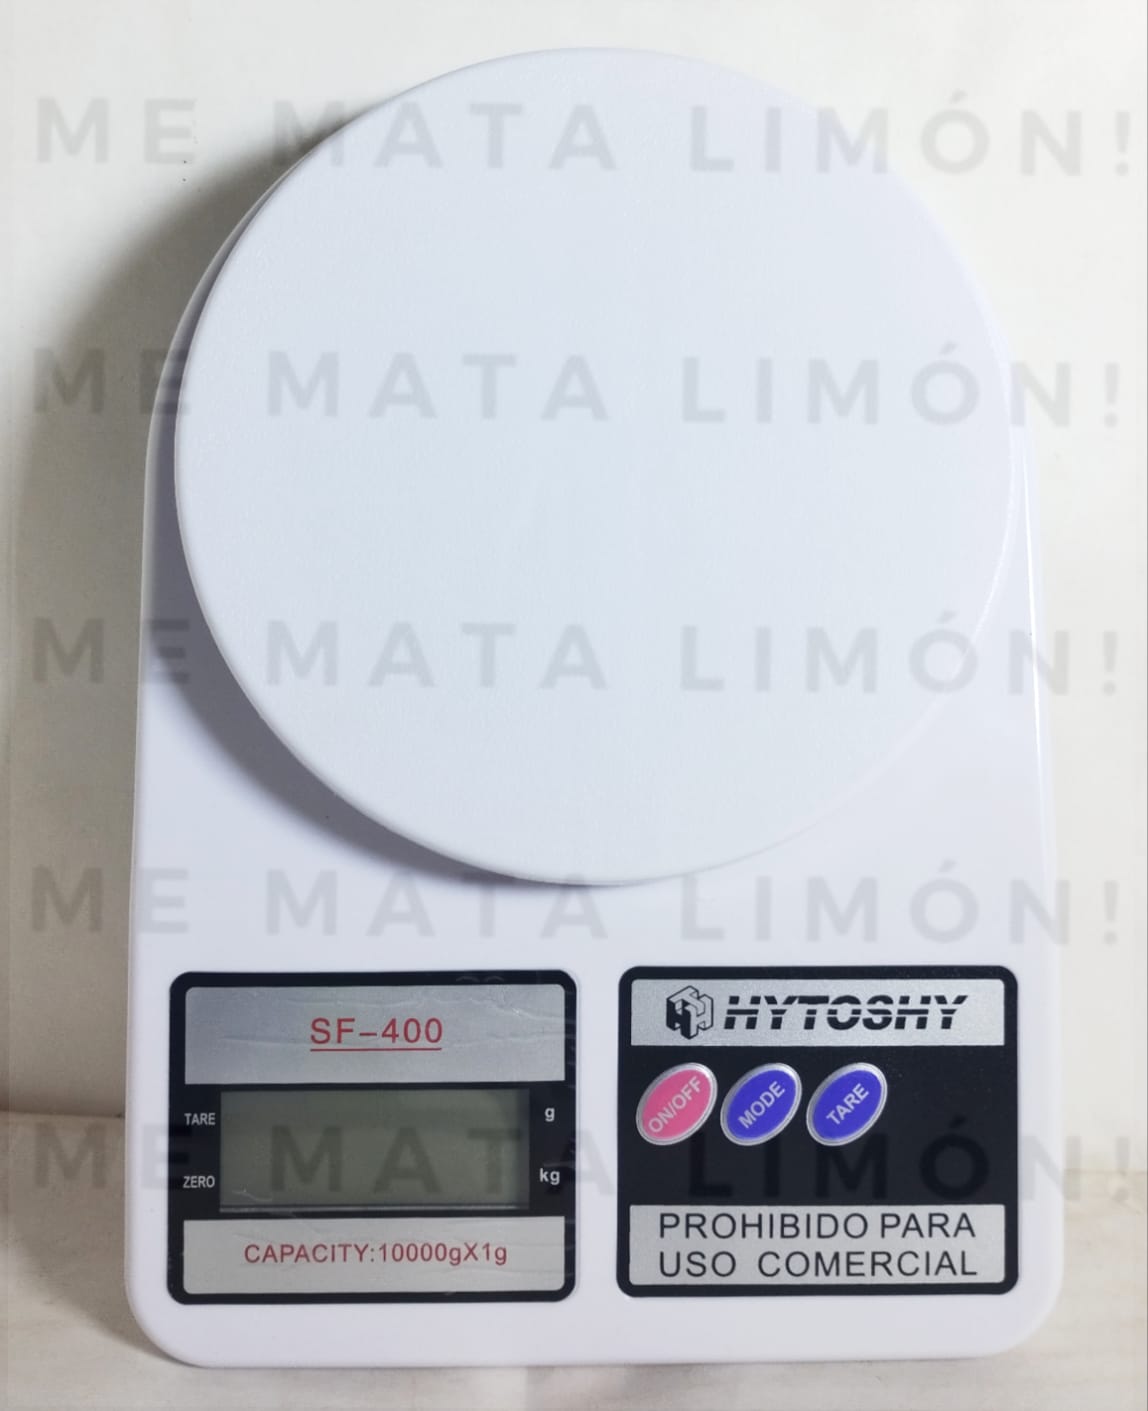 ME MATA LIMÓN!
ME MATA LIMÓN!
ME MATA LIMÓN!
ME MATA LIMÓN!
SF-400
TARE
g
ZERO
kg
CAPACITY:10000gX1g
HYTOSHY
ON/OFF
MODE
TARE
ME MATA LIMÓN!
PROHIBIDO PARA
USO COMERCIAL